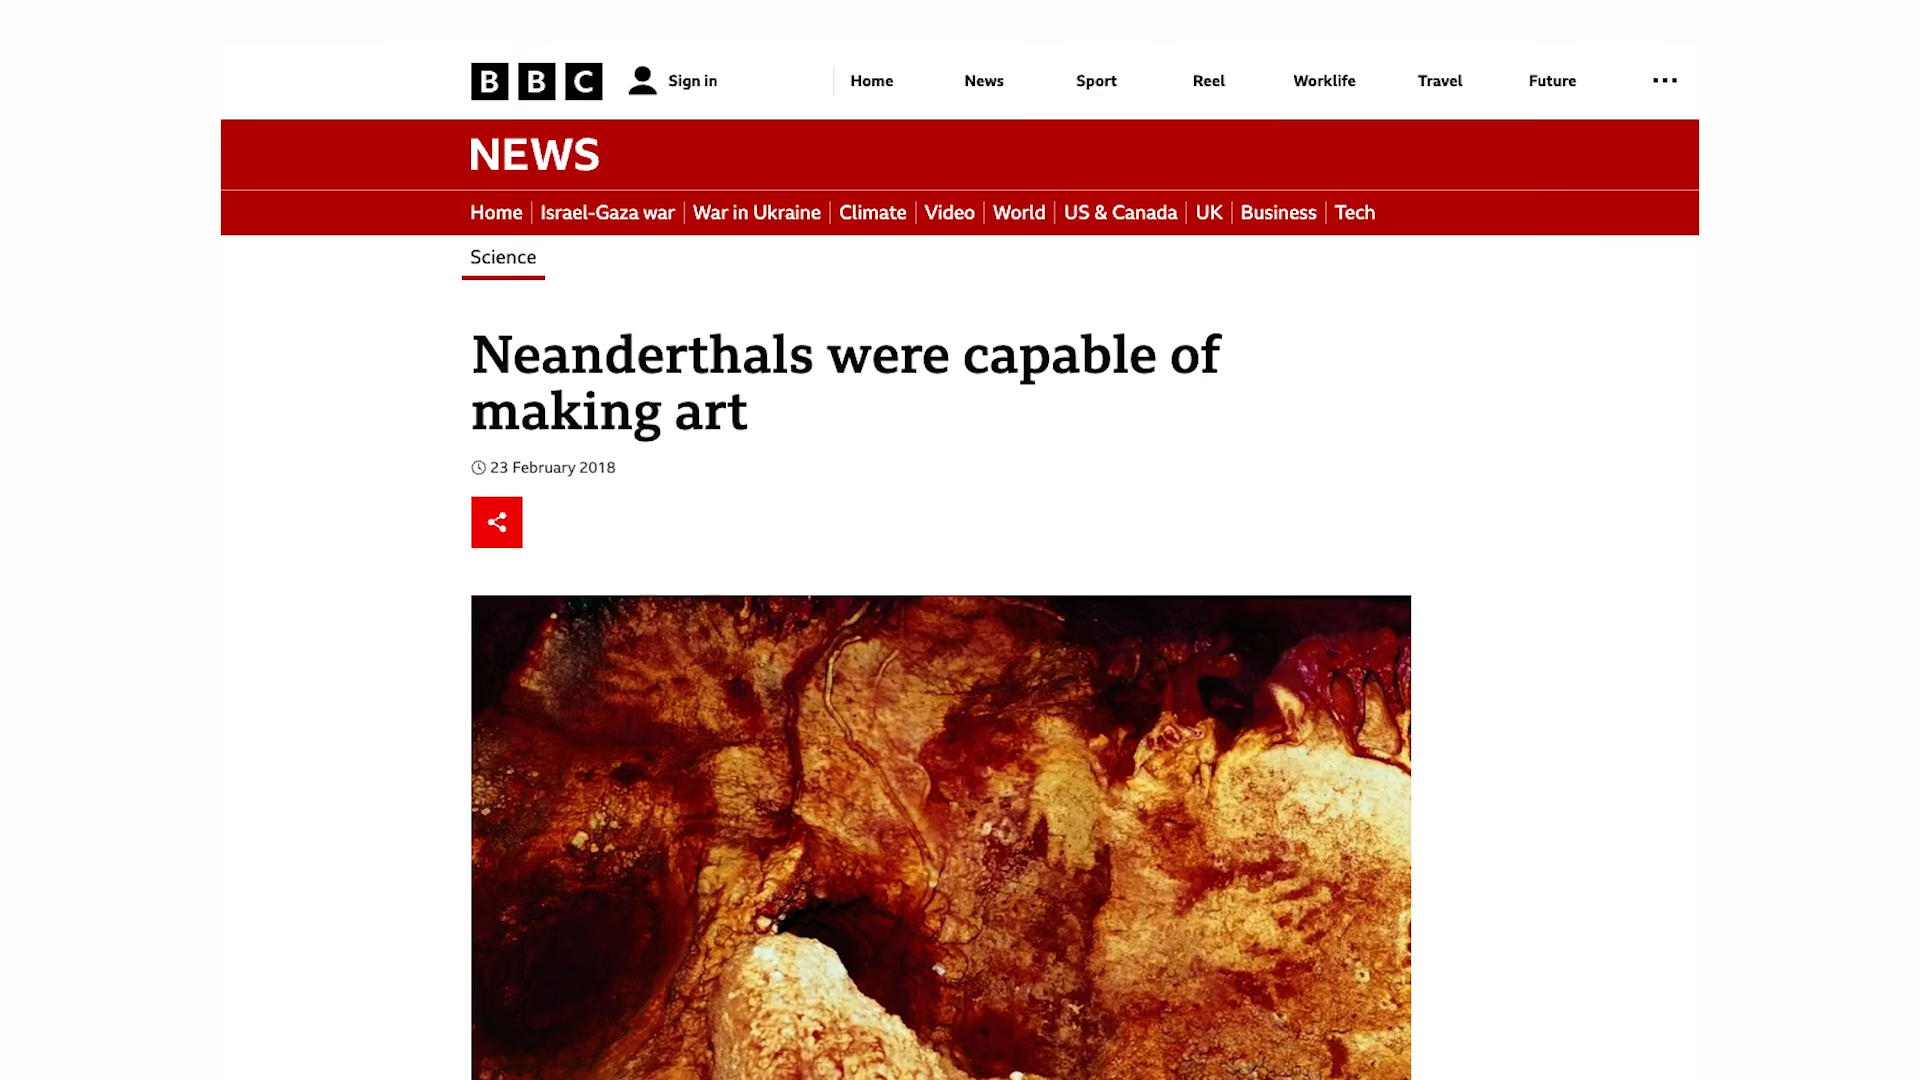 BBC Sign in Home News Sport Reel Worklife Travel Future ...
NEWS
Home Israel-Gaza war War in Ukraine Climate Video World US & Canada UK Business Tech
Science
Neanderthals were capable of
making art
23 February 2018